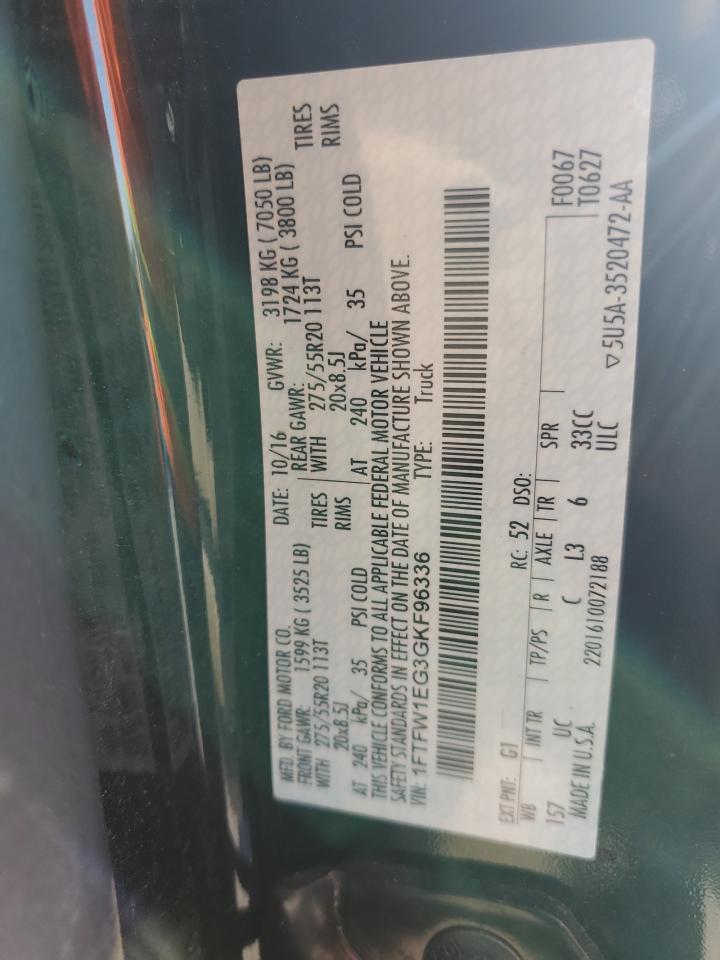 MFD. BY FORD MOTOR CO.
DATE: 10/16 GVWR: 3198 KG ( 7050 LB)
FRONT GAWR: 1599 KG ( 3525 LB)
REAR GAWR: 1724 KG ( 3800 LB)
WITH 275/55R20 113T TIRES
WITH 275/55R20 113T TIRES
20x8.5J RIMS
20x8.5J RIMS
AT 240 kPa/ 35 PSI COLD
AT 240 kPa/ 35 PSI COLD
THIS VEHICLE CONFORMS TO ALL APPLICABLE FEDERAL MOTOR VEHICLE
SAFETY STANDARDS IN EFFECT ON THE DATE OF MANUFACTURE SHOWN ABOVE.
VIN: 1FTFW1EG3GKF96336 TYPE: Truck
EXT PNT: G1 RC: 52 DSO:
WB INT TR TP/PS R AXLE TR SPR F0067
157 UC C L3 6 33CC T0627
ULC
MADE IN U.S.A. 2201610072188 ▽5U5A-3520472-AA